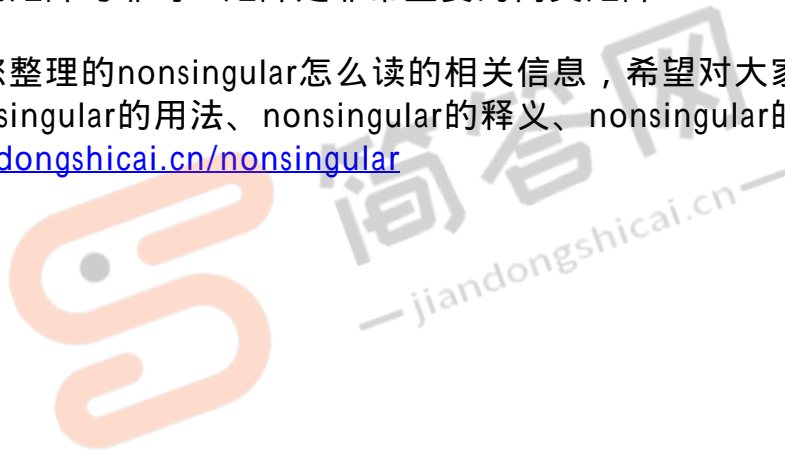 整理的nonsingular怎么读的相关信息，希望对大家
singular的用法、nonsingular的释义、nonsingular的
dongshicai.cn/nonsingular
简答网
jiandongshicai.cn